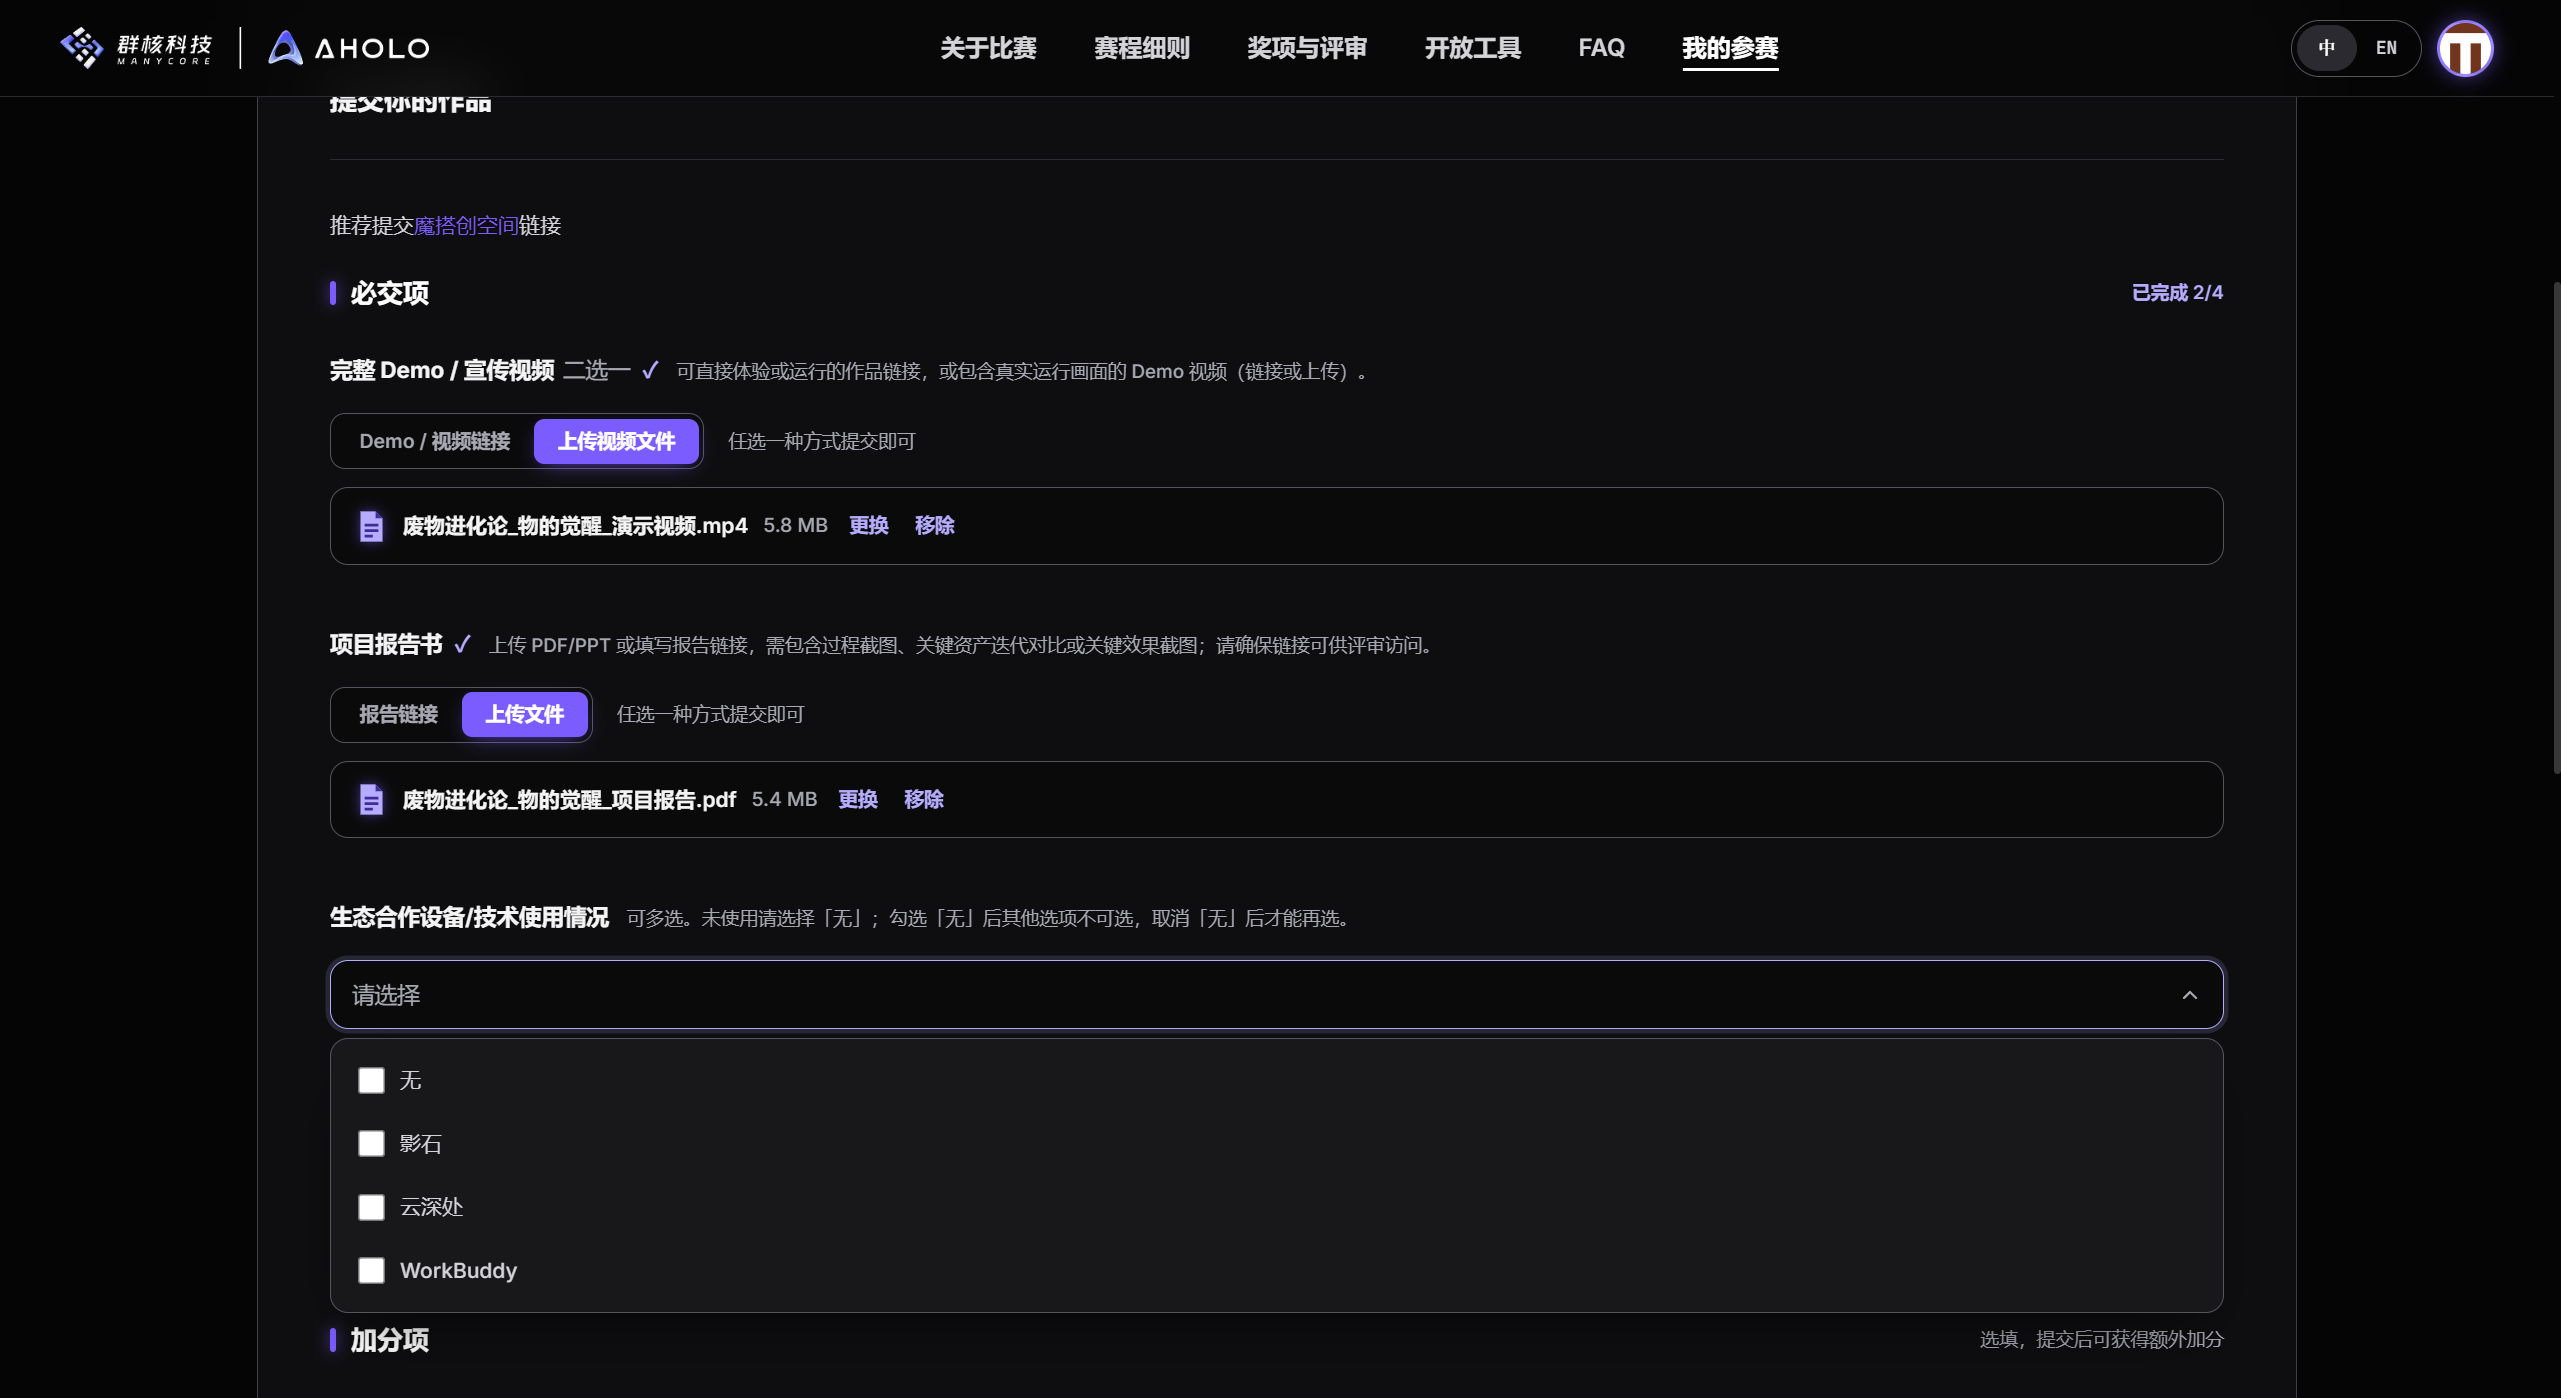 群核科技
MANYCORE
AHOLO
关于比赛 赛程细则 奖项与评审 开放工具 FAQ 我的参赛
中 EN
提交你的作品
推荐提交魔搭创空间链接
必交项 已完成 2/4
完整 Demo / 宣传视频 二选一 ✓ 可直接体验或运行的作品链接，或包含真实运行画面的 Demo 视频（链接或上传）。
Demo / 视频链接 上传视频文件 任选一种方式提交即可
废物进化论_物的觉醒_演示视频.mp4 5.8 MB 更换 移除
项目报告书 ✓ 上传 PDF/PPT 或填写报告链接，需包含过程截图、关键资产迭代对比或关键效果截图；请确保链接可供评审访问。
报告链接 上传文件 任选一种方式提交即可
废物进化论_物的觉醒_项目报告.pdf 5.4 MB 更换 移除
生态合作设备/技术使用情况 可多选。未使用请选择「无」；勾选「无」后其他选项不可选，取消「无」后才能再选。
请选择
无
影石
云深处
WorkBuddy
加分项 选填，提交后可获得额外加分